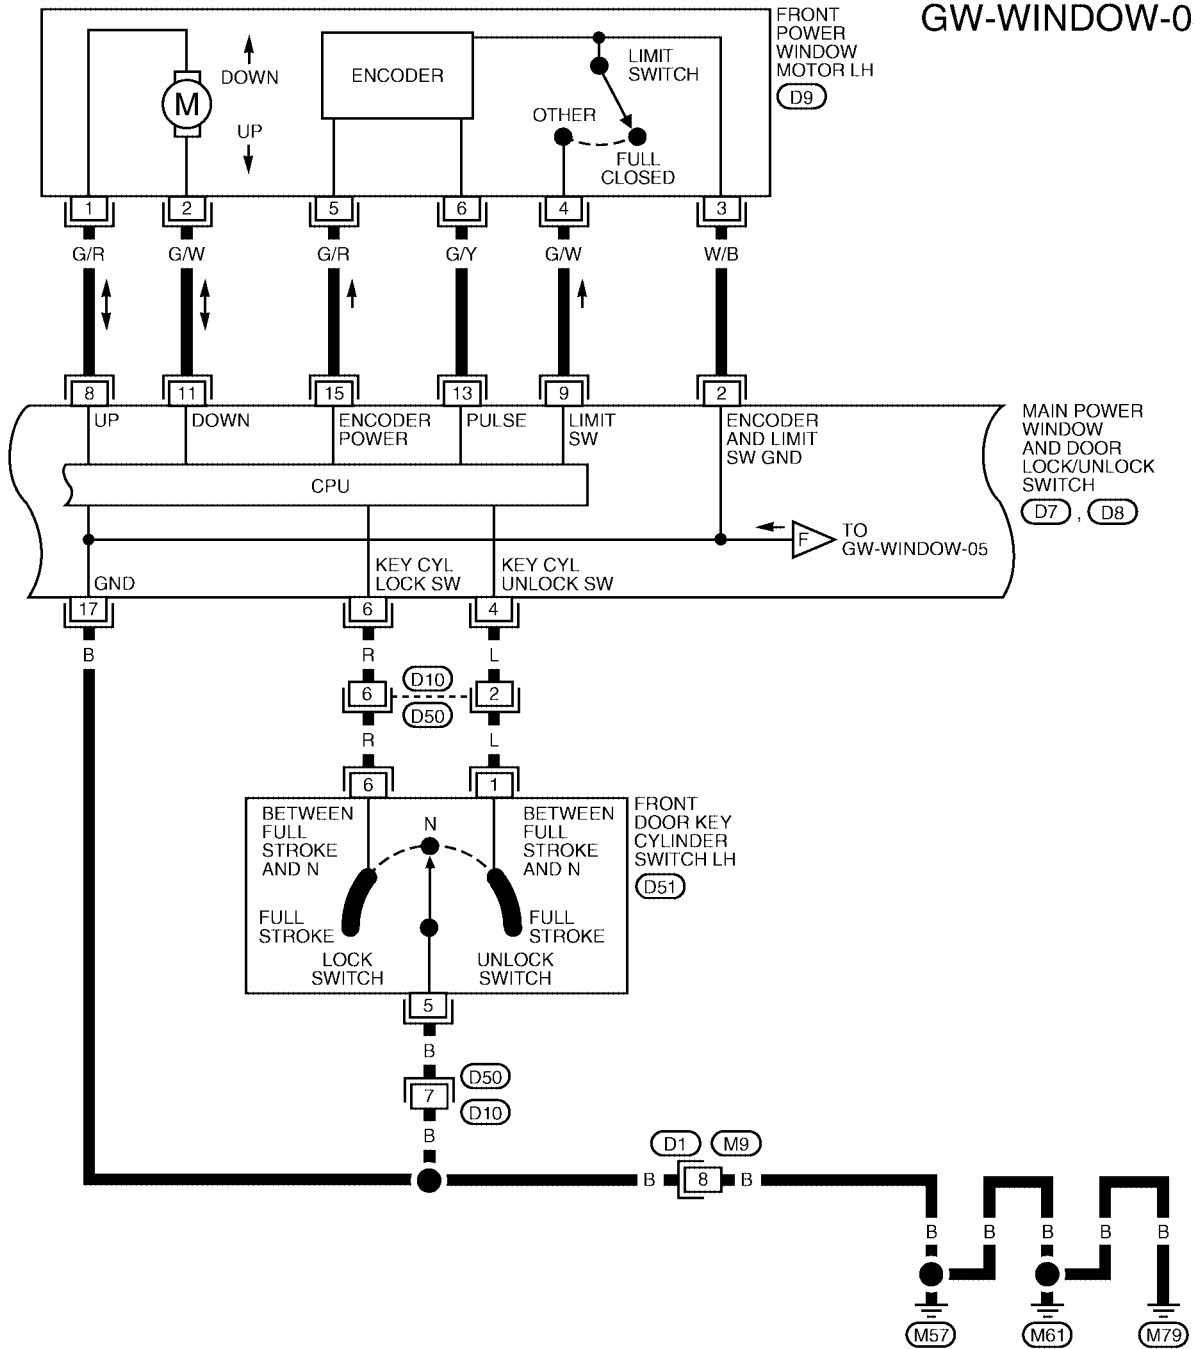 GW-WINDOW-0
FRONT
POWER
WINDOW
MOTOR LH
D9
DOWN
M
UP
ENCODER
LIMIT
SWITCH
OTHER
FULL
CLOSED
1 2 5 6 4 3
G/R G/W G/R G/Y G/W W/B
8 11 15 13 9 2
UP
DOWN
ENCODER
POWER
PULSE
LIMIT
SW
ENCODER
AND LIMIT
SW GND
MAIN POWER
WINDOW
AND DOOR
LOCK/UNLOCK
SWITCH
D7 , D8
CPU
F
TO
GW-WINDOW-05
GND
KEY CYL
LOCK SW
KEY CYL
UNLOCK SW
17 6 4
B R L
D10
6 2
D50
R L
6 1
BETWEEN
FULL
STROKE
AND N
N
BETWEEN
FULL
STROKE
AND N
FRONT
DOOR KEY
CYLINDER
SWITCH LH
D51
FULL
STROKE
FULL
STROKE
LOCK
SWITCH
UNLOCK
SWITCH
5
B
D50
7
D10
B
D1 M9
B 8 B
B B B B B
M57 M61 M79